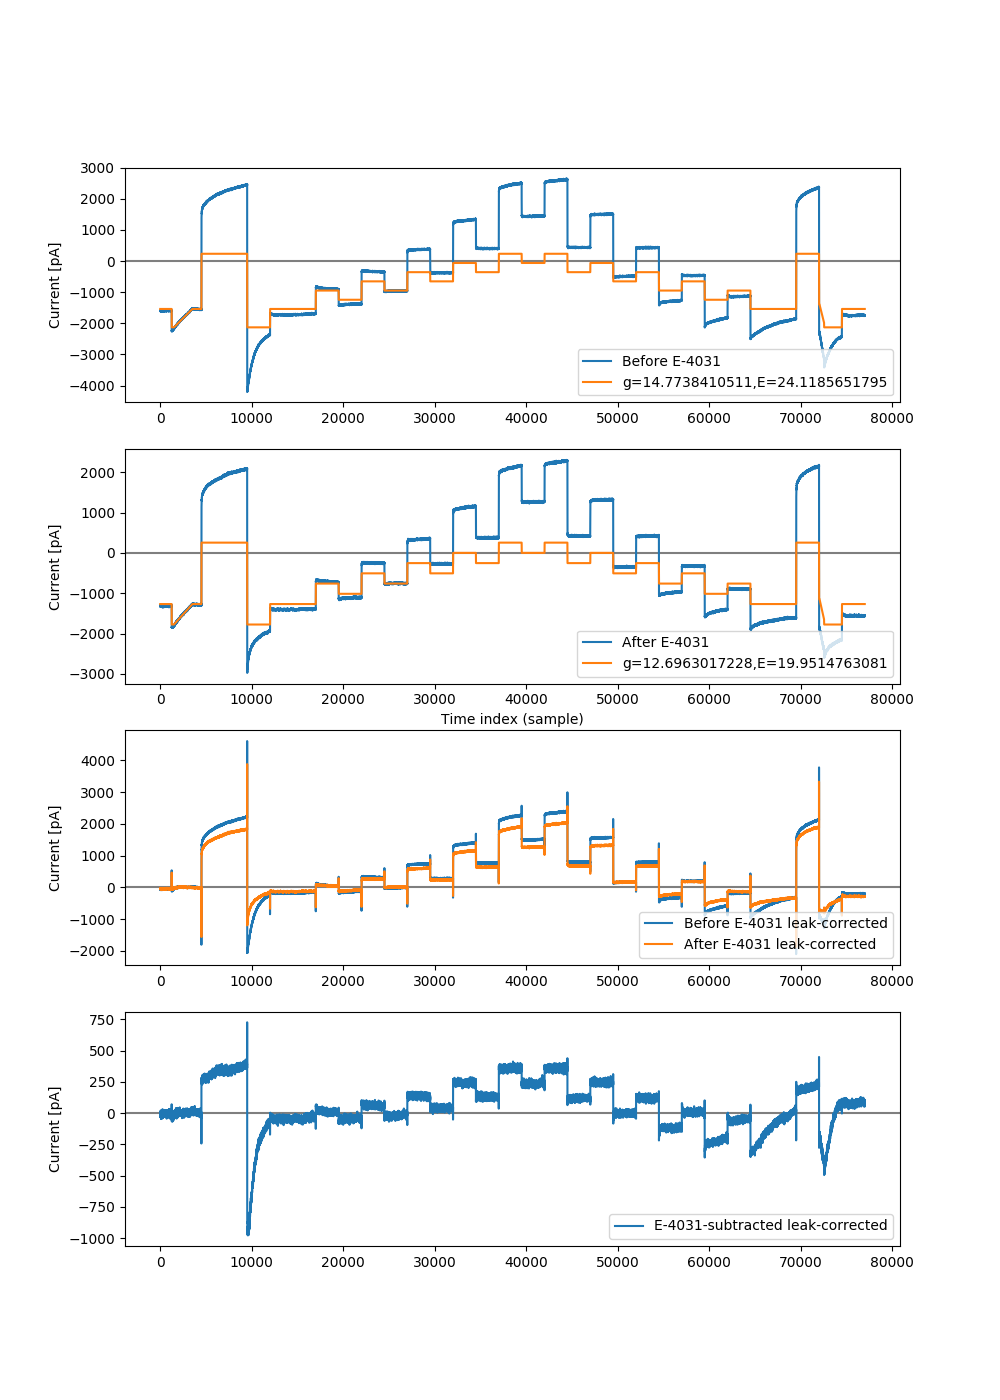 Current [pA]
3000
2000
1000
0
−1000
−2000
−3000
−4000
Before E-4031
g=14.7738410511,E=24.1185651795
0 10000 20000 30000 40000 50000 60000 70000 80000
Current [pA]
2000
1000
0
−1000
−2000
−3000
After E-4031
g=12.6963017228,E=19.9514763081
0 10000 20000 30000 40000 50000 60000 70000 80000
Time index (sample)
Current [pA]
4000
3000
2000
1000
0
−1000
−2000
Before E-4031 leak-corrected
After E-4031 leak-corrected
0 10000 20000 30000 40000 50000 60000 70000 80000
Current [pA]
750
500
250
0
−250
−500
−750
−1000
E-4031-subtracted leak-corrected
0 10000 20000 30000 40000 50000 60000 70000 80000